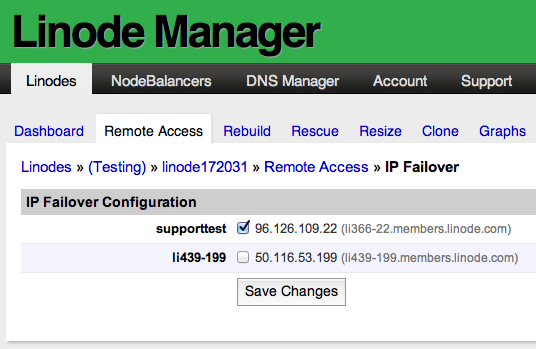 Linode Manager
Linodes NodeBalancers DNS Manager Account Support
Dashboard Remote Access Rebuild Rescue Resize Clone Graphs
Linodes » (Testing) » linode172031 » Remote Access » IP Failover
IP Failover Configuration
supporttest 96.126.109.22 (li366-22.members.linode.com)
li439-199 50.116.53.199 (li439-199.members.linode.com)
Save Changes